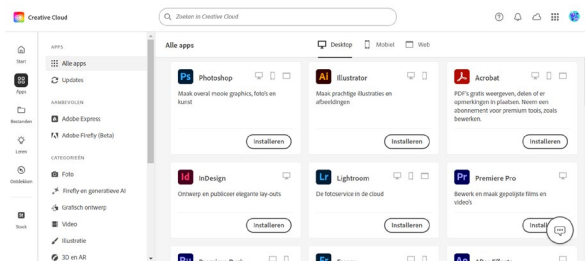 Creative Cloud
Zoeken in Creative Cloud
Start
Apps
Bestanden
Leren
Ontdekken
Stock
APPS
Alle apps
Updates
AANBEVOLEN
Adobe Express
Adobe Firefly (Beta)
CATEGORIEËN
Foto
Firefly en generatieve AI
Grafisch ontwerp
Video
Illustratie
3D en AR
Alle apps
Desktop
Mobiel
Web
Ps Photoshop
Maak overal mooie graphics, foto's en
kunst
Installeren
Ai Illustrator
Maak prachtige illustraties en
afbeeldingen
Installeren
Acrobat
PDF's gratis weergeven, delen of er
opmerkingen in plaatsen. Neem een
abonnement voor premium tools, zoals
bewerken.
Installeren
Id InDesign
Ontwerp en publiceer elegante lay-outs
Installeren
Lr Lightroom
De fotoservice in de cloud
Installeren
Pr Premiere Pro
Bewerk en maak gepolijste films en
video's